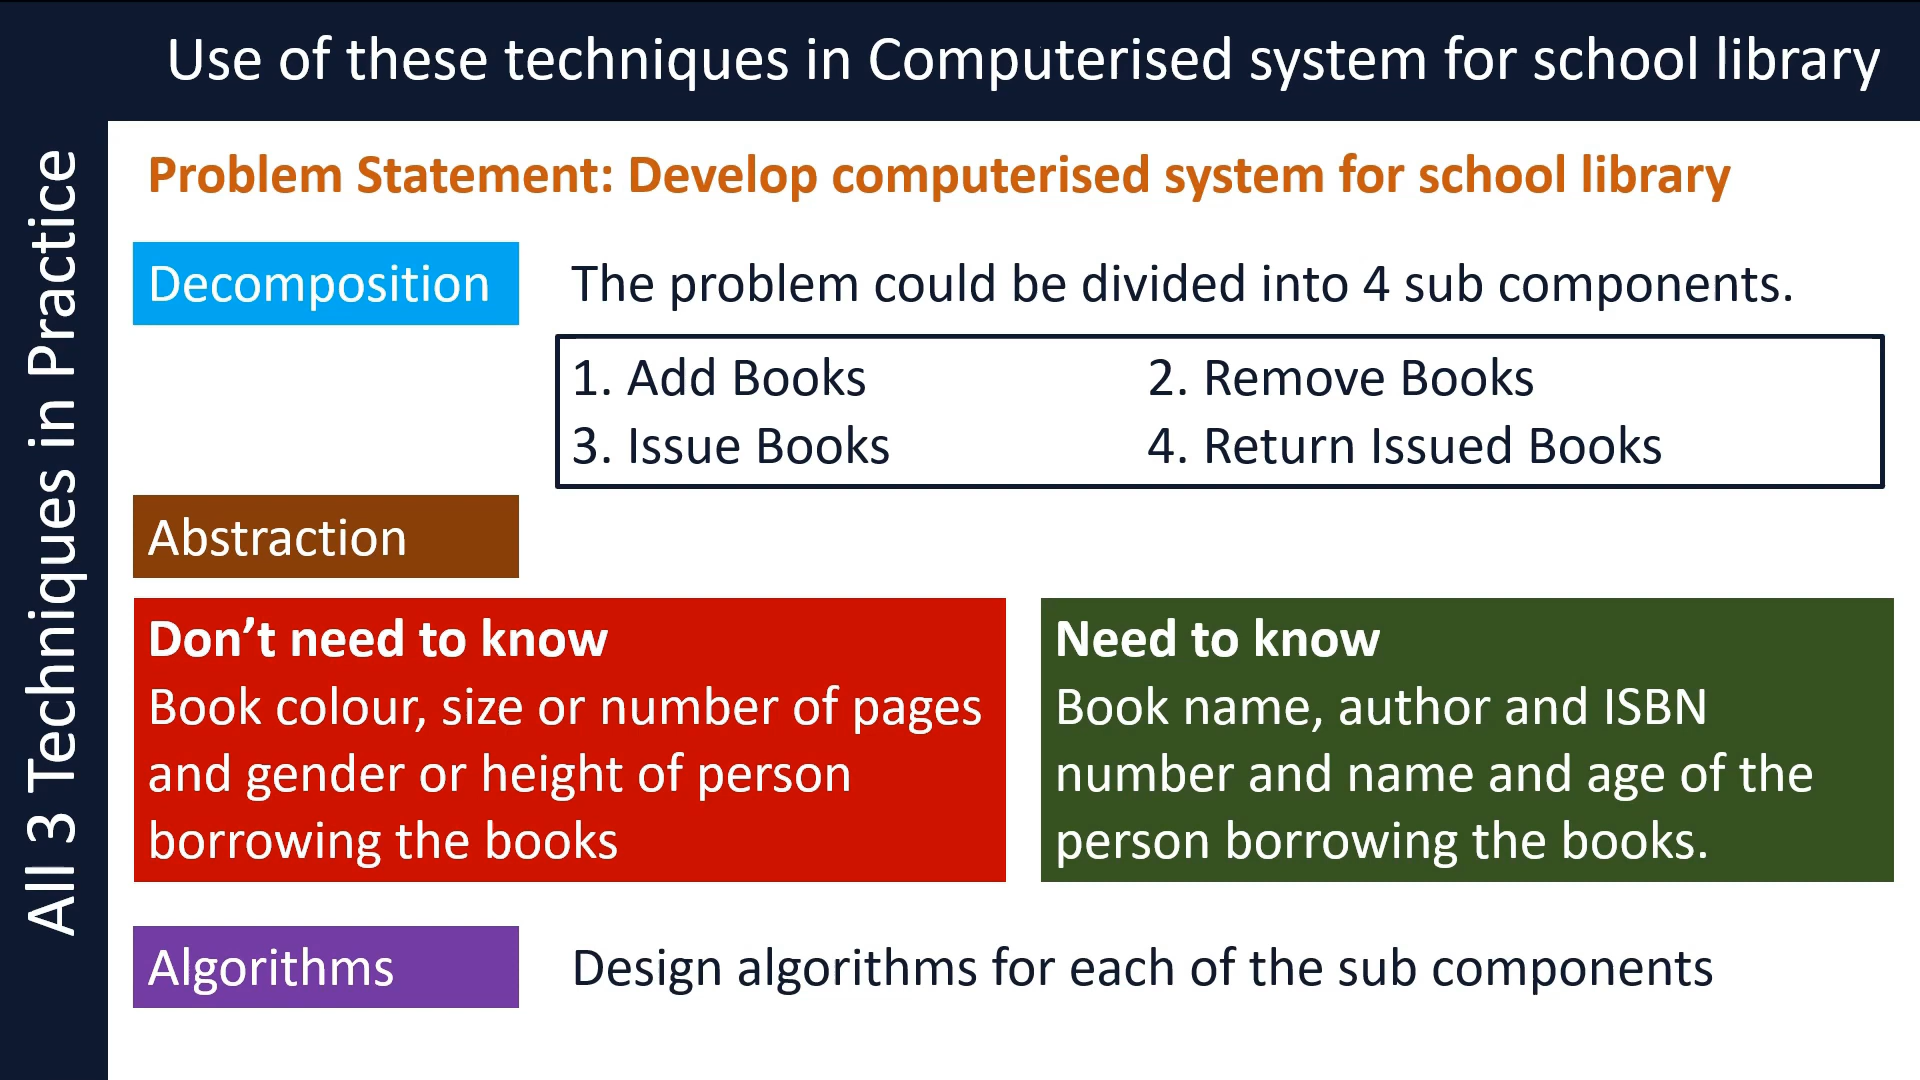 Use of these techniques in Computerised system for school library
All 3 Techniques in Practice
Problem Statement: Develop computerised system for school library
Decomposition
The problem could be divided into 4 sub components.
1. Add Books
2. Remove Books
3. Issue Books
4. Return Issued Books
Abstraction
Don’t need to know
Book colour, size or number of pages
and gender or height of person
borrowing the books
Need to know
Book name, author and ISBN
number and name and age of the
person borrowing the books.
Algorithms
Design algorithms for each of the sub components